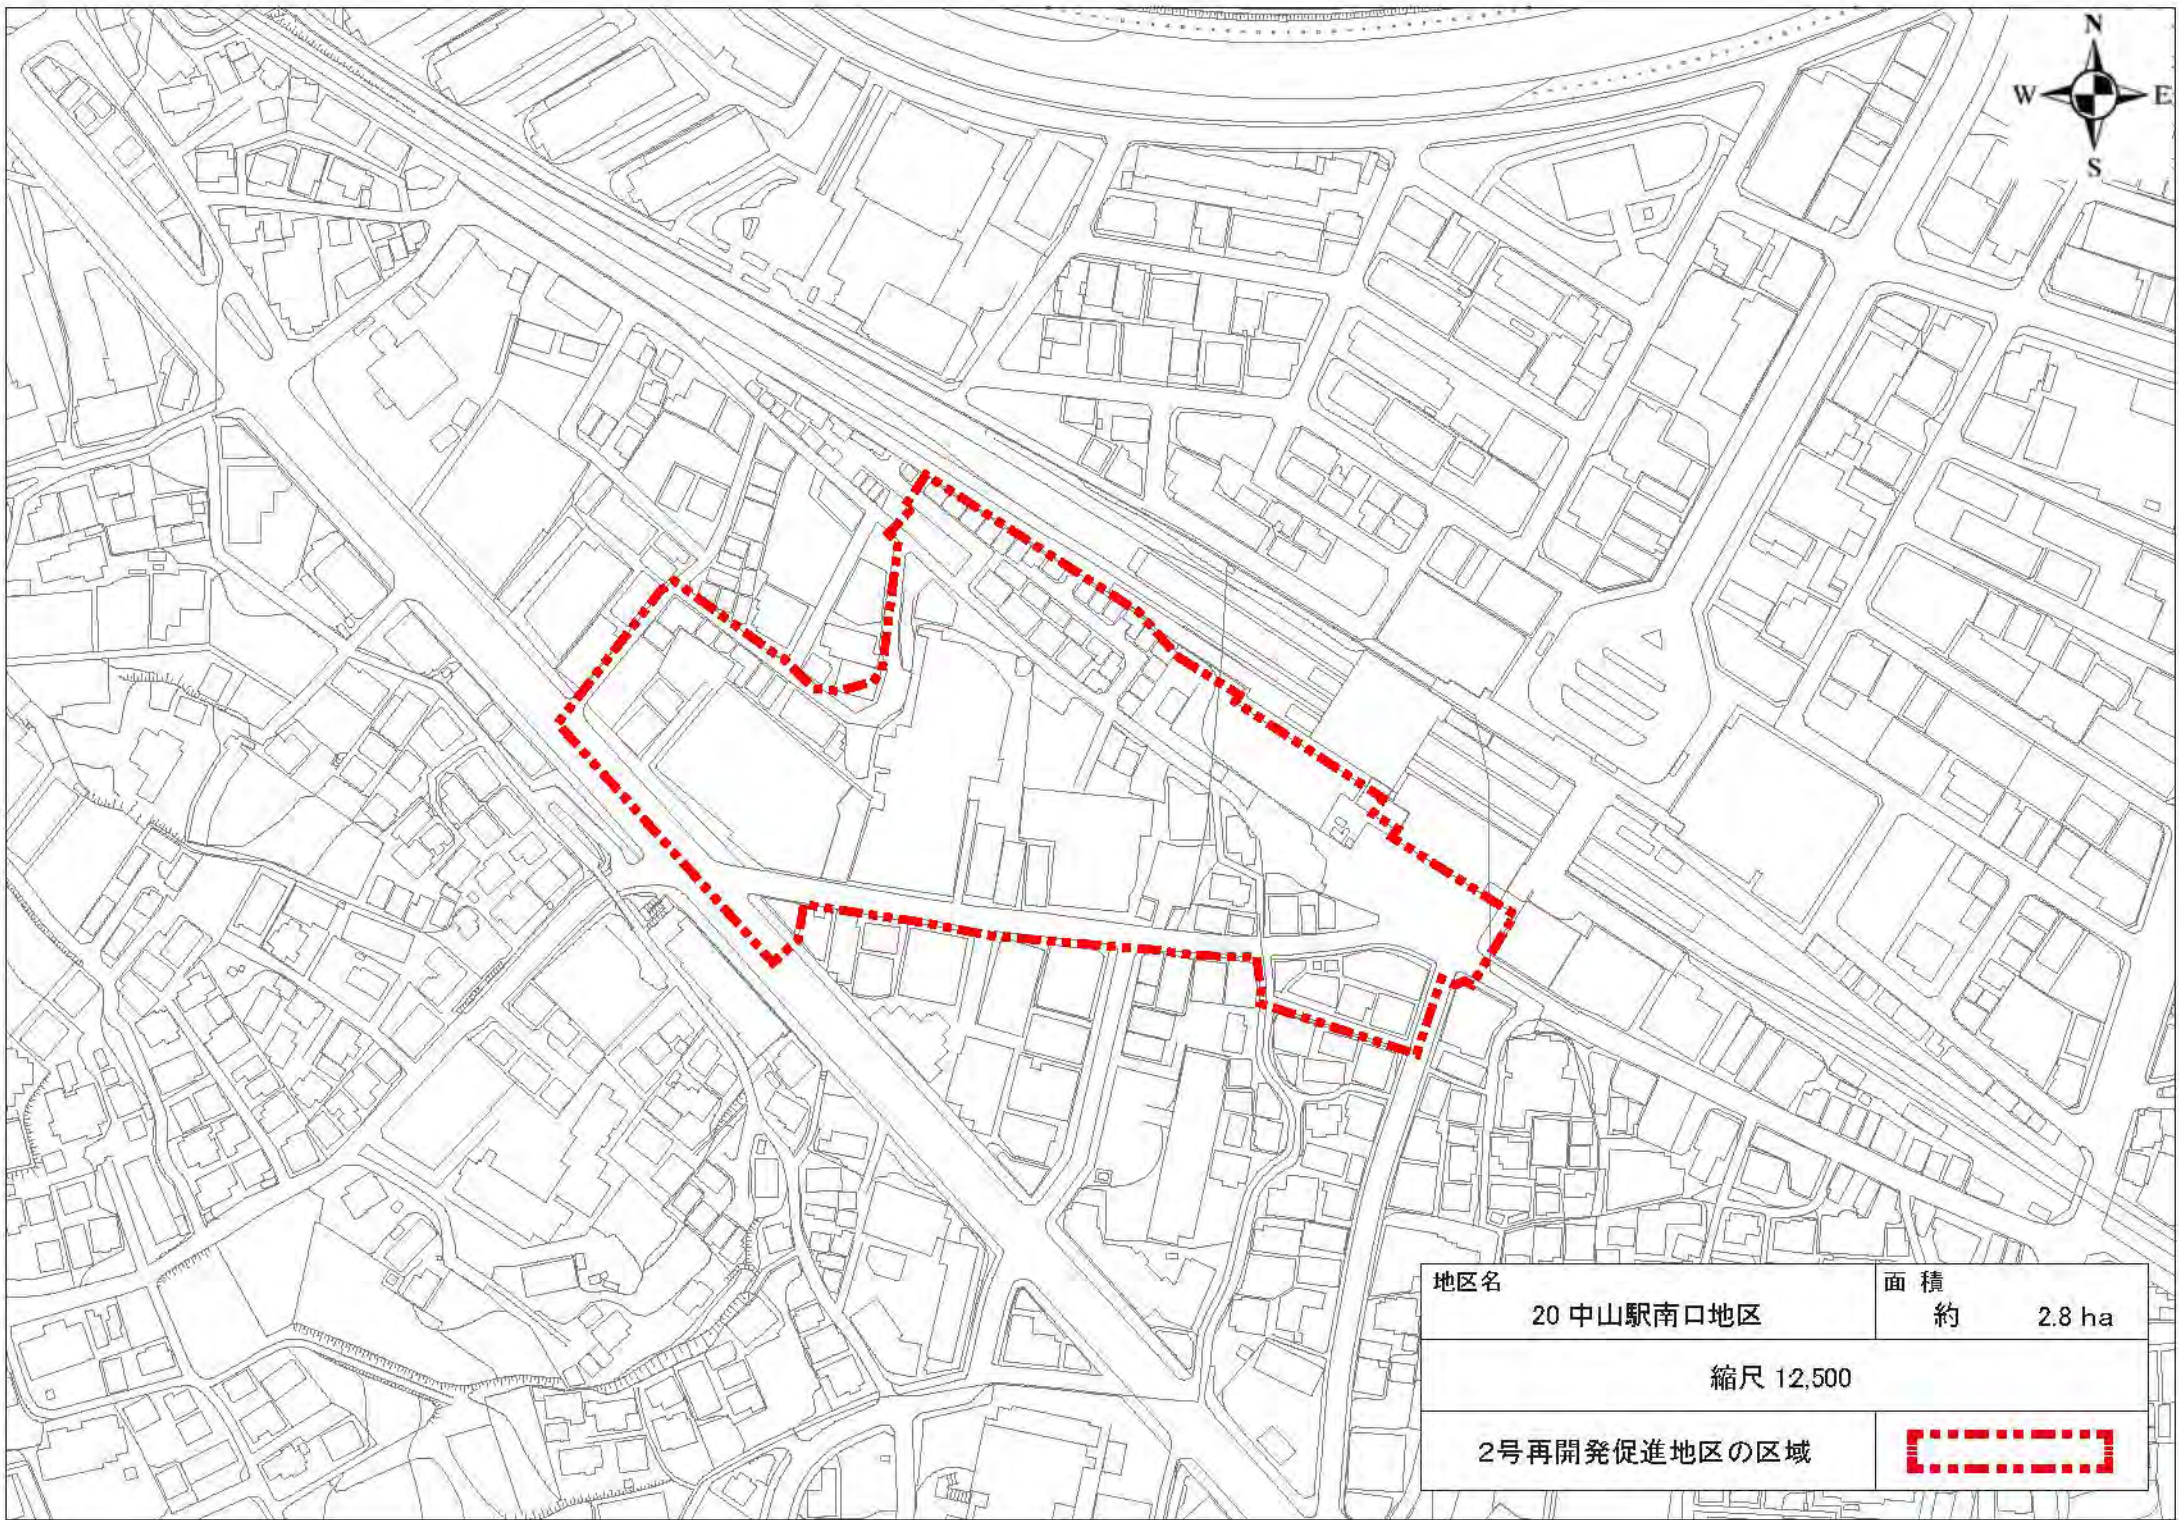 N
W E
S
地区名
20 中山駅南口地区
面 積
約 2.8 ha
縮尺 12,500
2号再開発促進地区の区域